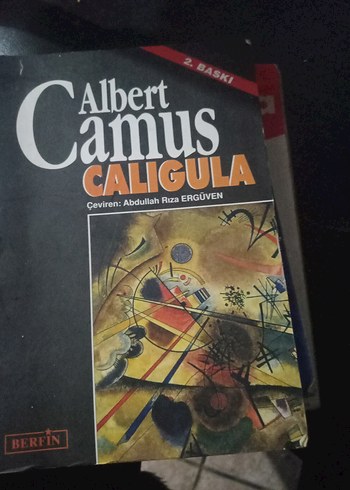 2. BASKI
Albert
Camus
CALIGULA
Çeviren: Abdullah Rıza ERGÜVEN
BERFİN